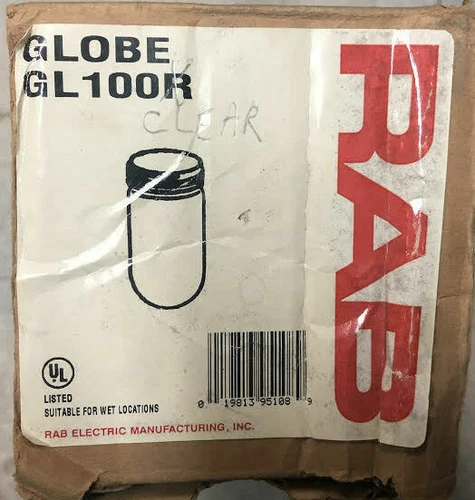 GLOBE
GL100R
CLEAR
RAB
UL
LISTED
SUITABLE FOR WET LOCATIONS
0 19813 95108 9
RAB ELECTRIC MANUFACTURING, INC.